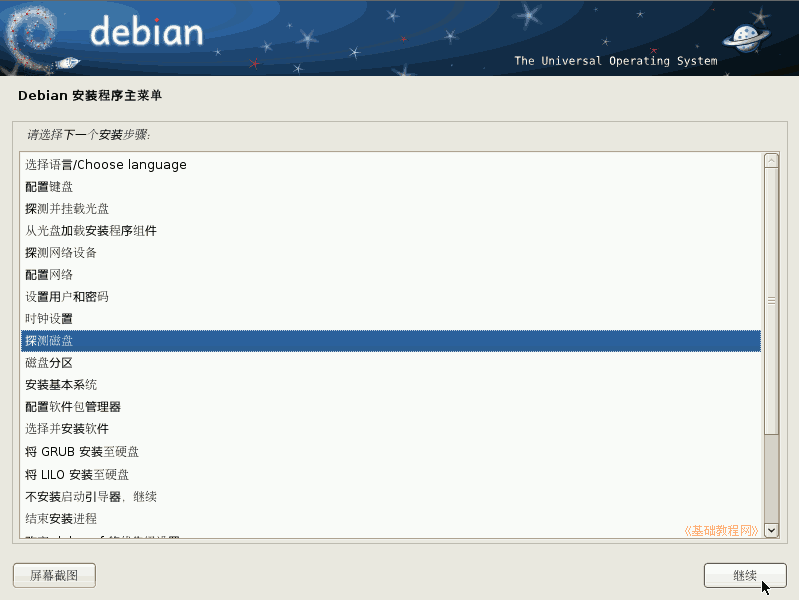 debian
The Universal Operating System
Debian 安装程序主菜单
请选择下一个安装步骤:
选择语言/Choose language
配置键盘
探测并挂载光盘
从光盘加载安装程序组件
探测网络设备
配置网络
设置用户和密码
时钟设置
探测磁盘
磁盘分区
安装基本系统
配置软件包管理器
选择并安装软件
将 GRUB 安装至硬盘
将 LILO 安装至硬盘
不安装启动引导器，继续
结束安装进程
《基础教程网》
屏幕截图
继续